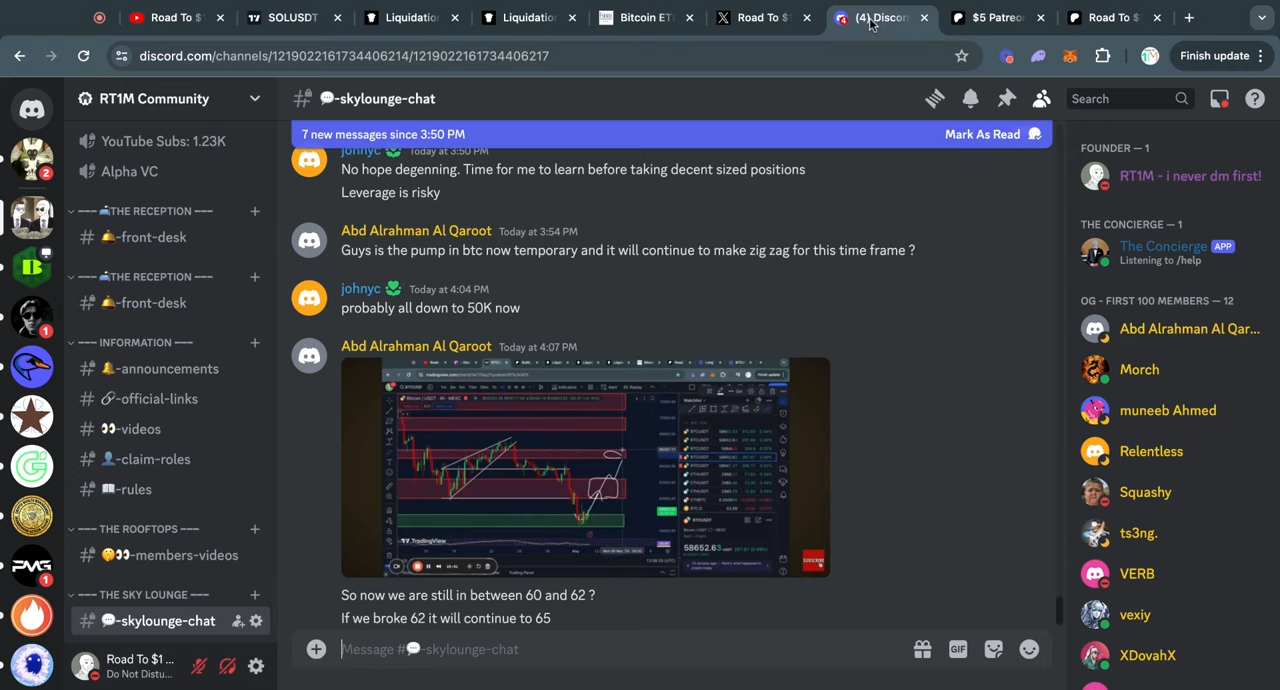 Road To $1
SOLUSDT
Liquidation
Liquidation
Bitcoin ET
Road To $1
(4) Discord
$5 Patreon
Road To $
discord.com/channels/1219022161734406214/1219022161734406217
Finish update
RT1M Community
💬-skylounge-chat
Search
7 new messages since 3:50 PM
Mark As Read
YouTube Subs: 1.23K
Alpha VC
--- 🛋️THE RECEPTION ---
🛎️-front-desk
--- 🛋️THE RECEPTION ---
🛎️-front-desk
--- INFORMATION ---
🔔-announcements
🔗-official-links
👀-videos
👤-claim-roles
📖-rules
--- THE ROOFTOPS ---
🤔👀-members-videos
--- THE SKY LOUNGE ---
💬-skylounge-chat
Road To $1 ...
Do Not Distu...
johnyc Today at 3:50 PM
No hope degenning. Time for me to learn before taking decent sized positions
Leverage is risky
Abd Alrahman Al Qaroot Today at 3:54 PM
Guys is the pump in btc now temporary and it will continue to make zig zag for this time frame ?
johnyc Today at 4:04 PM
probably all down to 50K now
Abd Alrahman Al Qaroot Today at 4:07 PM
TradingView
58652.63
SUBSCRIBE
So now we are still in between 60 and 62 ?
If we broke 62 it will continue to 65
Message #💬-skylounge-chat
GIF
FOUNDER — 1
RT1M - i never dm first!
THE CONCIERGE — 1
The Concierge APP
Listening to /help
OG - FIRST 100 MEMBERS — 12
Abd Alrahman Al Qar...
Morch
muneeb Ahmed
Relentless
Squashy
ts3ng.
VERB
vexiy
XDovahX